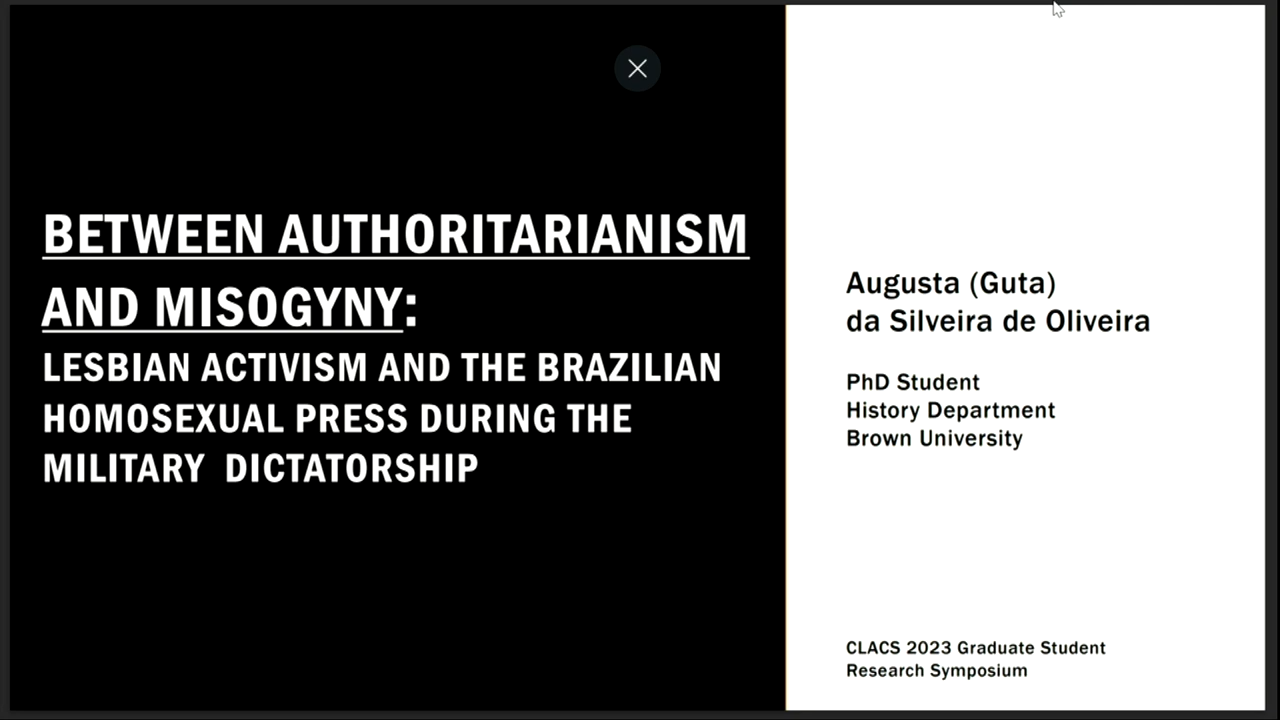 BETWEEN AUTHORITARIANISM
AND MISOGYNY:
LESBIAN ACTIVISM AND THE BRAZILIAN
HOMOSEXUAL PRESS DURING THE
MILITARY DICTATORSHIP
Augusta (Guta)
da Silveira de Oliveira
PhD Student
History Department
Brown University
CLACS 2023 Graduate Student
Research Symposium